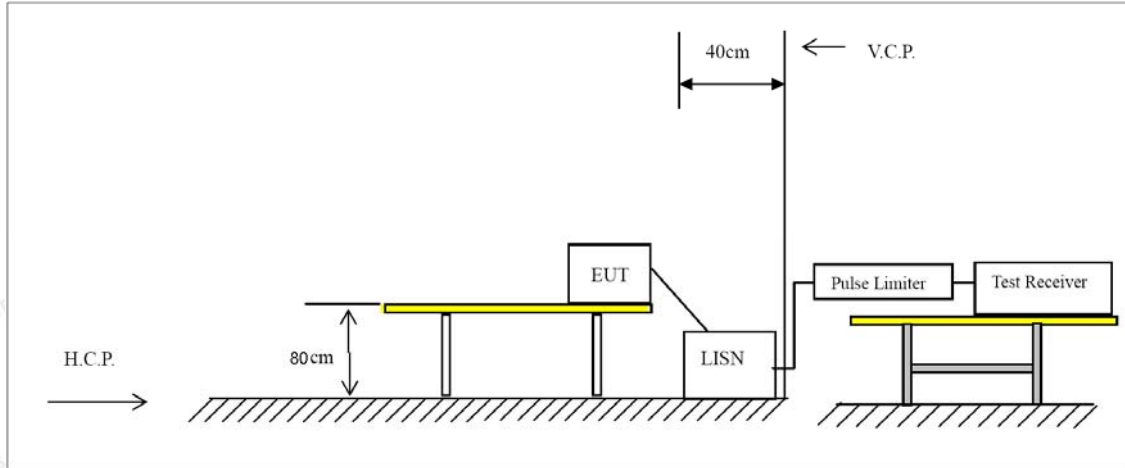 40cm
V.C.P.
EUT
Pulse Limiter
Test Receiver
LISN
80cm
H.C.P.